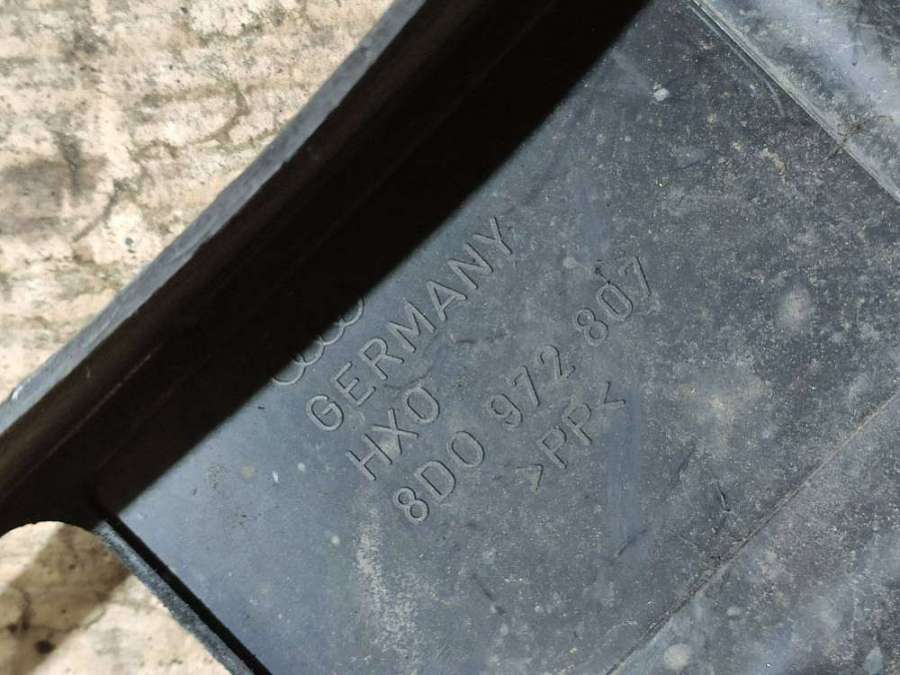 GERMANY
HX0
8D0 972 807
>PP<